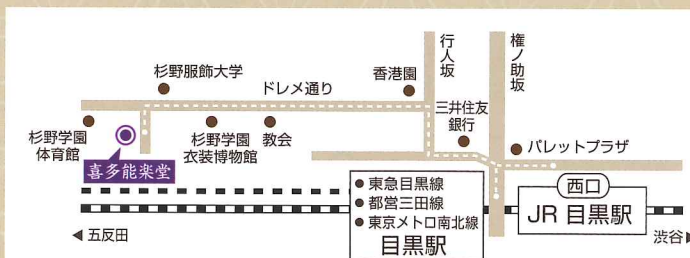 行人坂
権ノ助坂
杉野服飾大学
ドレメ通り
香港園
三井住友
銀行
パレットプラザ
杉野学園
体育館
杉野学園
衣装博物館
教会
喜多能楽堂
●東急目黒線
●都営三田線
●東京メトロ南北線
目黒駅
西口
JR 目黒駅
◀五反田
渋谷▶